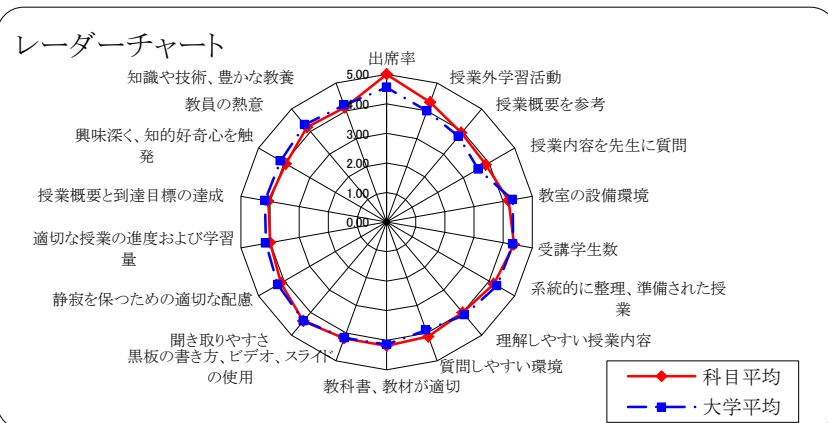 レーダーチャート
出席率
授業外学習活動
授業概要を参考
授業内容を先生に質問
教室の設備環境
受講学生数
系統的に整理、準備された授
業
理解しやすい授業内容
質問しやすい環境
教科書、教材が適切
黒板の書き方、ビデオ、スライド
の使用
聞き取りやすさ
静寂を保つための適切な配慮
適切な授業の進度および学習
量
授業概要と到達目標の達成
興味深く、知的好奇心を触
発
教員の熱意
知識や技術、豊かな教養
5.00
4.00
3.00
2.00
1.00
0.00
科目平均
大学平均